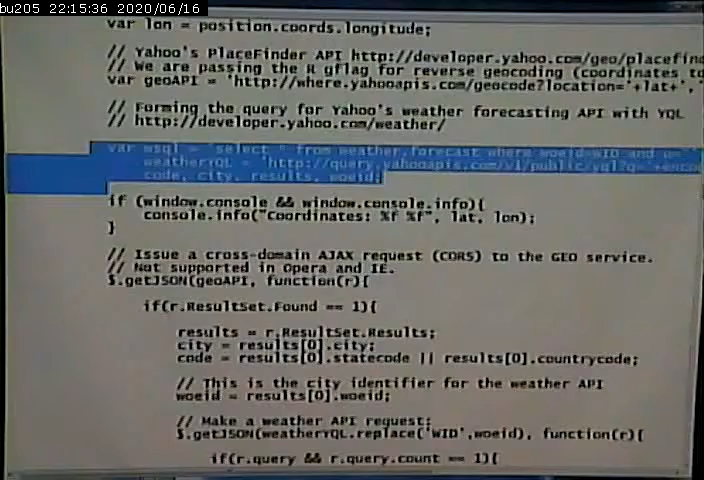 bu205 22:15:36 2020/06/16
var lon = position.coords.longitude;
// Yahoo's PlaceFinder API http://developer.yahoo.com/geo/placefin
// We are passing the R gflag for reverse geocoding (coordinates to
var geoAPI = 'http://where.yahooapis.com/geocode?location='+lat+','
// Forming the query for Yahoo's weather forecasting API with YQL
// http://developer.yahoo.com/weather/
var wsql = 'select * from weather.forecast where woeid=WID and u=
weatherYQL = 'http://query.yahooapis.com/v1/public/yql?q='+enco
code, city, results, woeid;
if (window.console && window.console.info){
console.info("Coordinates: %f %f", lat, lon);
}
// Issue a cross-domain AJAX request (CORS) to the GEO service.
// Not supported in Opera and IE.
$.getJSON(geoAPI, function(r){
if(r.ResultSet.Found == 1){
results = r.ResultSet.Results;
city = results[0].city;
code = results[0].statecode || results[0].countrycode;
// This is the city identifier for the weather API
woeid = results[0].woeid;
// Make a weather API request:
$.getJSON(weatherYQL.replace('WID',woeid), function(r){
if(r.query && r.query.count == 1){